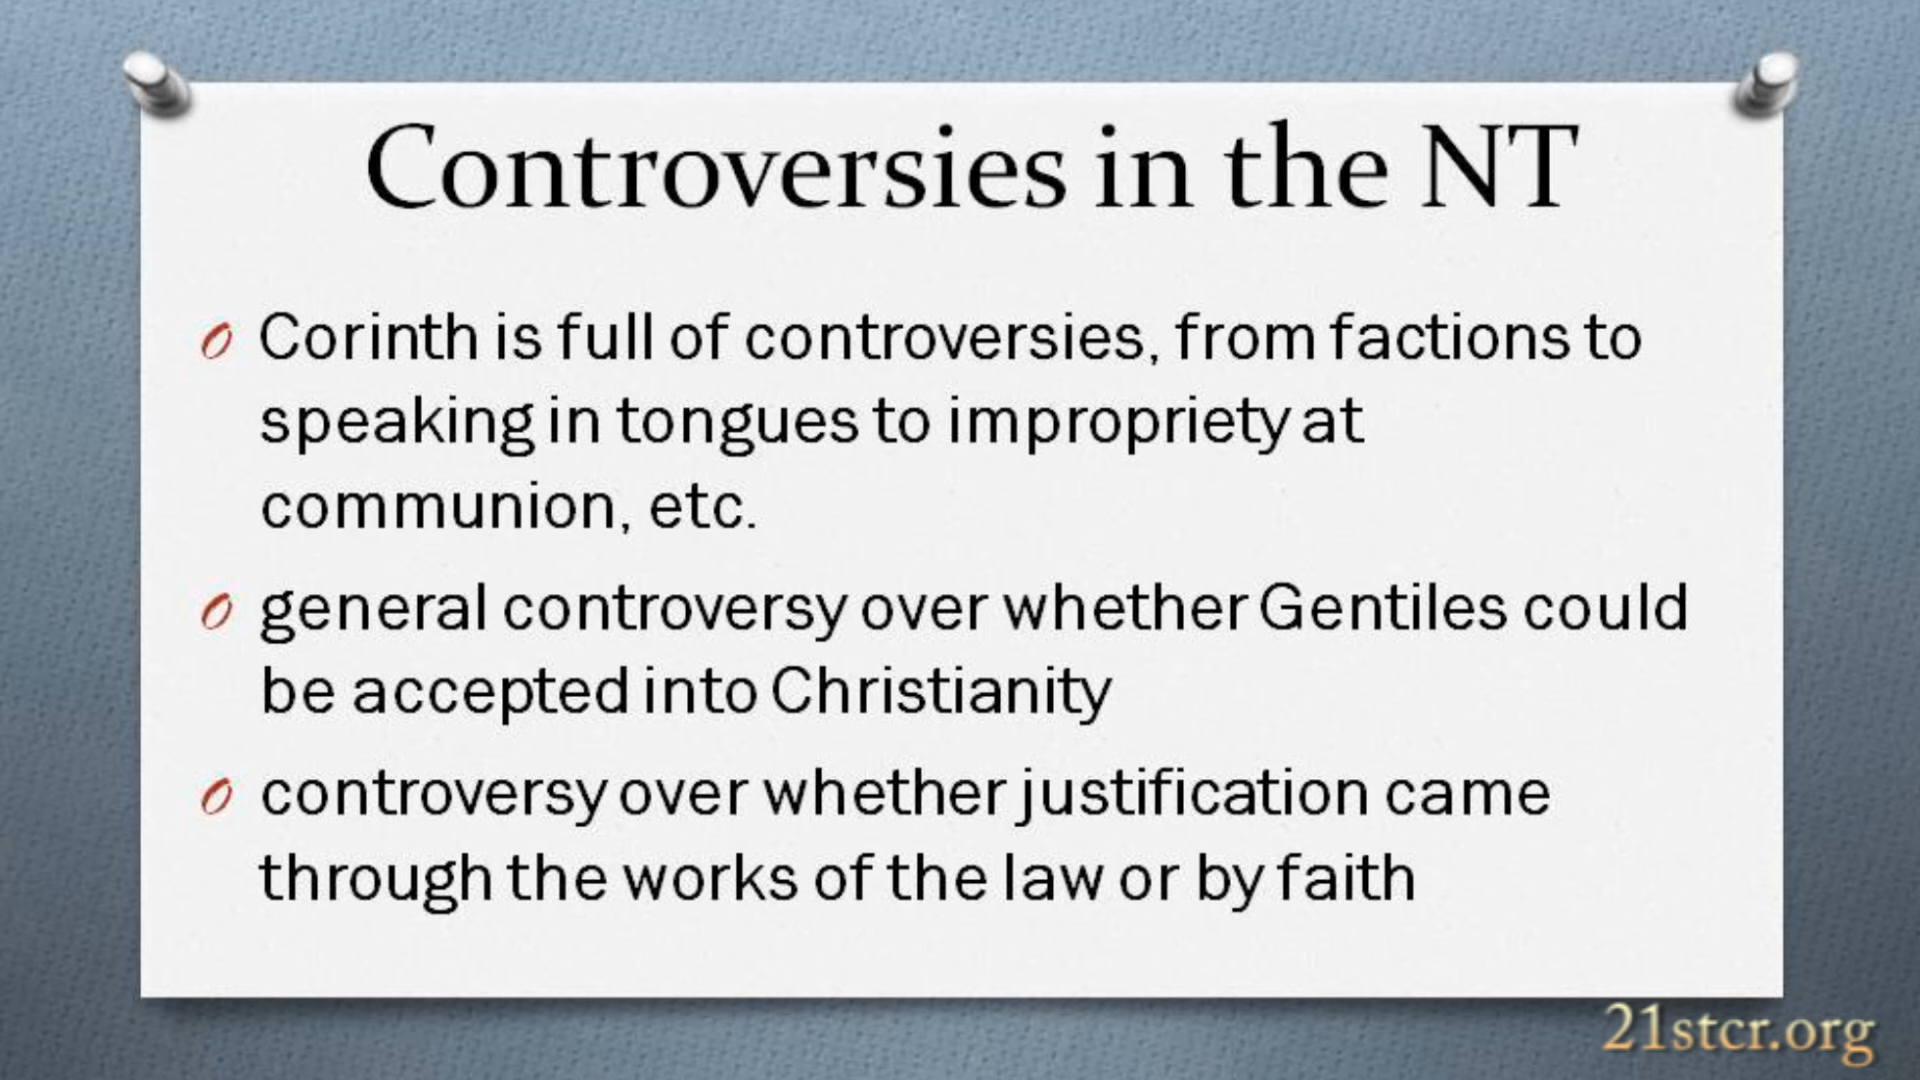 Controversies in the NT
Corinth is full of controversies, from factions to
speaking in tongues to impropriety at
communion, etc.
general controversy over whether Gentiles could
be accepted into Christianity
controversy over whether justification came
through the works of the law or by faith
21stcr.org